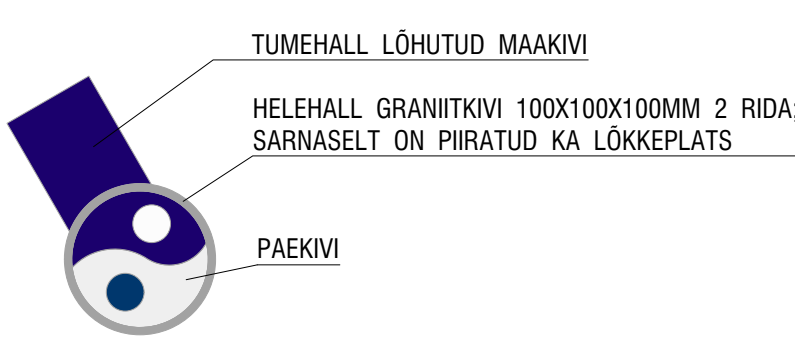 TUMEHALL LÕHUTUD MAAKIVI
HELEHALL GRANIITKIVI 100X100X100MM 2 RIDA;
SARNASELT ON PIIRATUD KA LÕKKEPLATS
PAEKIVI